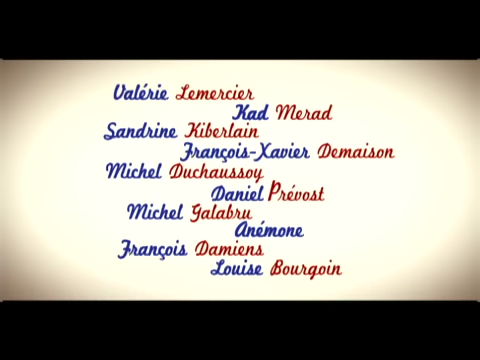 Valérie Lemercier
Kad Merad
Sandrine Kiberlain
François-Xavier Demaison
Michel Duchaussoy
Daniel Prévost
Michel Galabru
Anémone
François Damiens
Louise Bourgoin